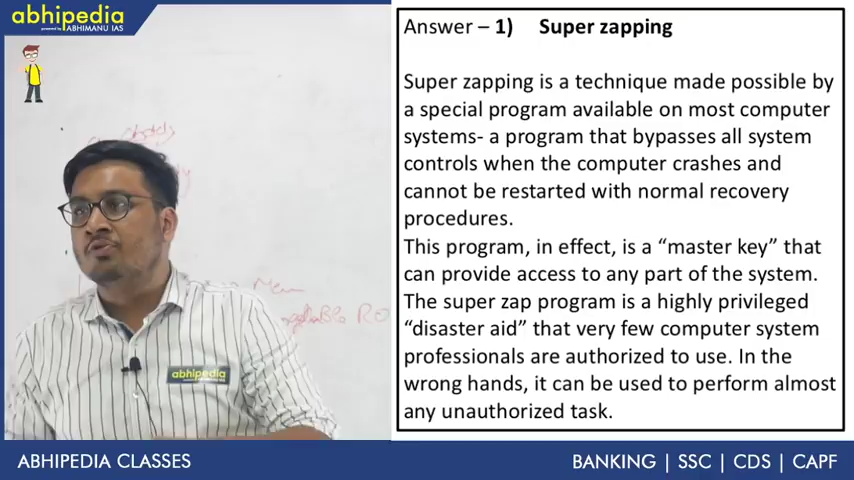 abhipedia
powered by ABHIMANU IAS
Answer – 1) Super zapping
Super zapping is a technique made possible by
a special program available on most computer
systems- a program that bypasses all system
controls when the computer crashes and
cannot be restarted with normal recovery
procedures.
This program, in effect, is a “master key” that
can provide access to any part of the system.
The super zap program is a highly privileged
“disaster aid” that very few computer system
professionals are authorized to use. In the
wrong hands, it can be used to perform almost
any unauthorized task.
abhipedia
ABHIPEDIA CLASSES
BANKING | SSC | CDS | CAPF